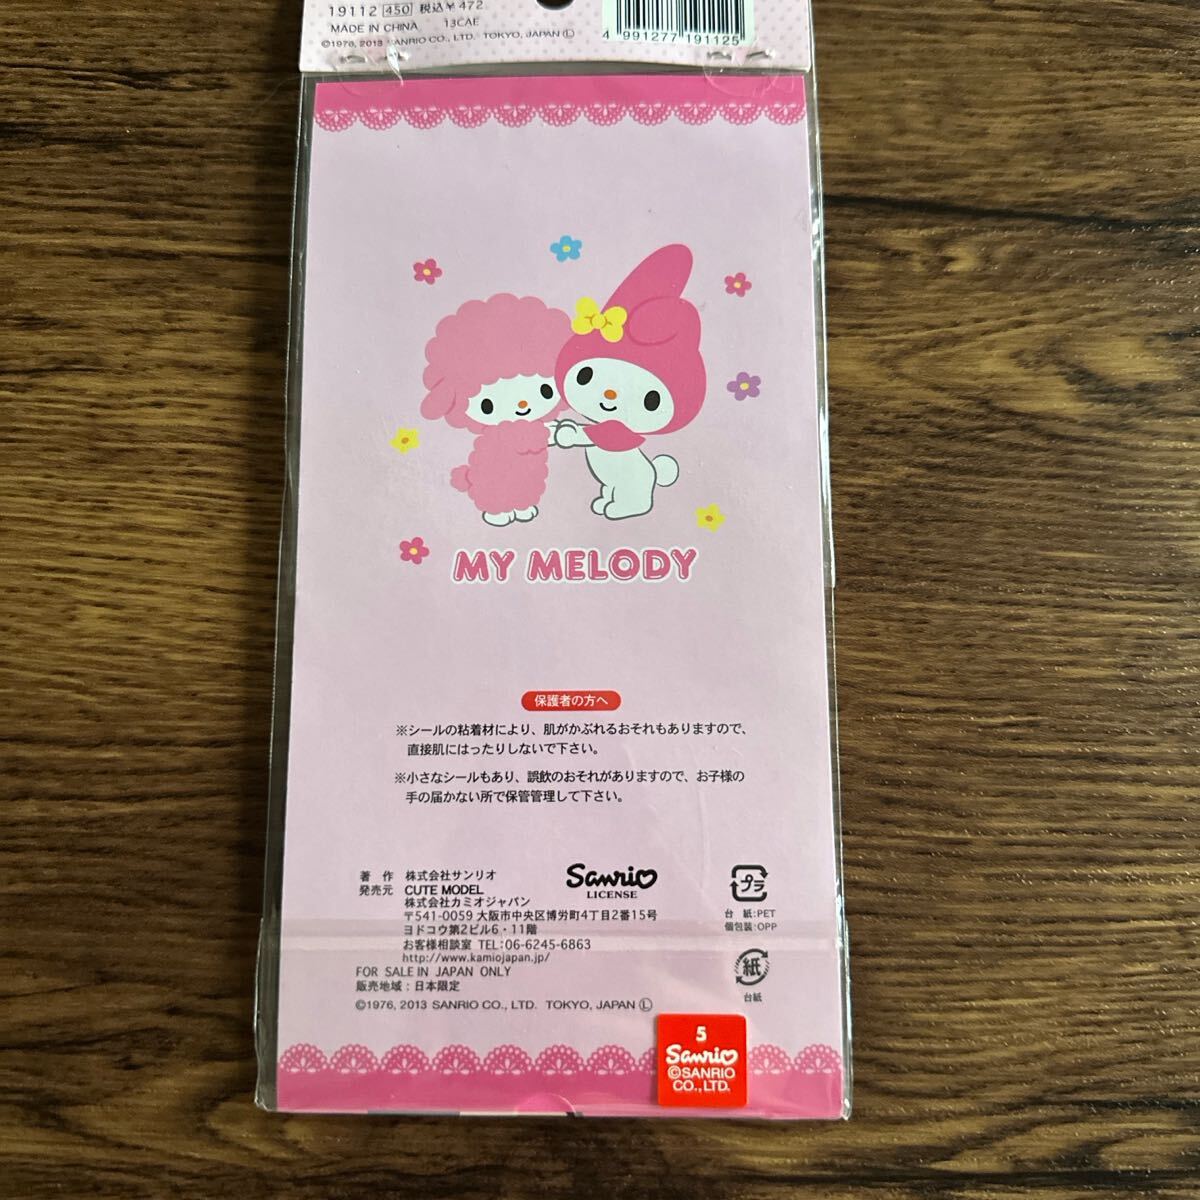 19112 450 税込¥472
MADE IN CHINA 13CAE
©1976, 2013 SANRIO CO., LTD. TOKYO, JAPAN Ⓛ
4 991277 191125
MY MELODY
保護者の方へ
※シールの粘着材により、肌がかぶれるおそれもありますので、
直接肌にはったりしないで下さい。
※小さなシールもあり、誤飲のおそれがありますので、お子様の
手の届かない所で保管管理して下さい。
著 作 株式会社サンリオ
発売元 CUTE MODEL
株式会社カミオジャパン
〒541-0059 大阪市中央区博労町4丁目2番15号
ヨドコウ第2ビル6・11階
お客様相談室 TEL:06-6245-6863
http://www.kamiojapan.jp/
FOR SALE IN JAPAN ONLY
販売地域:日本限定
©1976, 2013 SANRIO CO., LTD. TOKYO, JAPAN Ⓛ
Sanrio
LICENSE
プラ
台 紙:PET
個包装:OPP
紙
台紙
5
Sanrio
©SANRIO
CO., LTD.